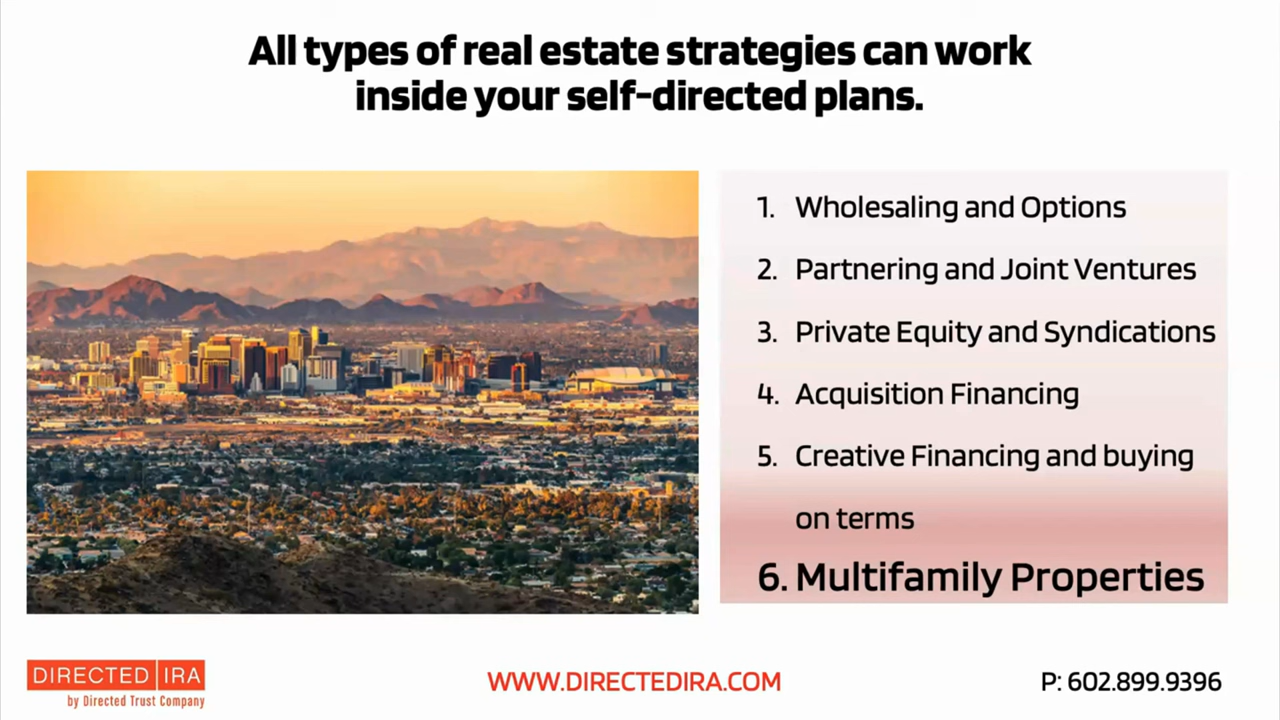 All types of real estate strategies can work
inside your self-directed plans.
1. Wholesaling and Options
2. Partnering and Joint Ventures
3. Private Equity and Syndications
4. Acquisition Financing
5. Creative Financing and buying
on terms
6. Multifamily Properties
DIRECTED IRA
by Directed Trust Company
WWW.DIRECTEDIRA.COM
P: 602.899.9396